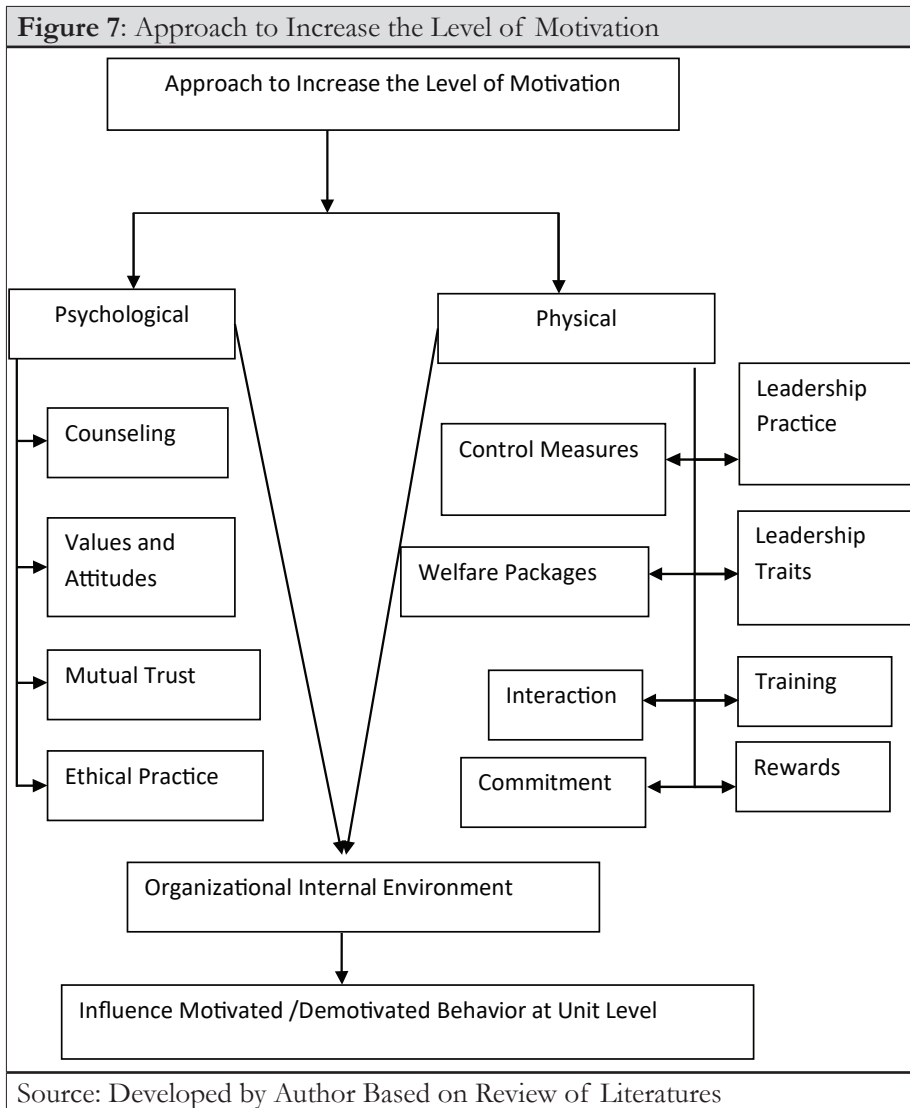 Figure 7: Approach to Increase the Level of Motivation
Approach to Increase the Level of Motivation
Psychological
Physical
Counseling
Values and
Attitudes
Mutual Trust
Ethical Practice
Control Measures
Welfare Packages
Interaction
Commitment
Leadership
Practice
Leadership
Traits
Training
Rewards
Organizational Internal Environment
Influence Motivated /Demotivated Behavior at Unit Level
Source: Developed by Author Based on Review of Literatures